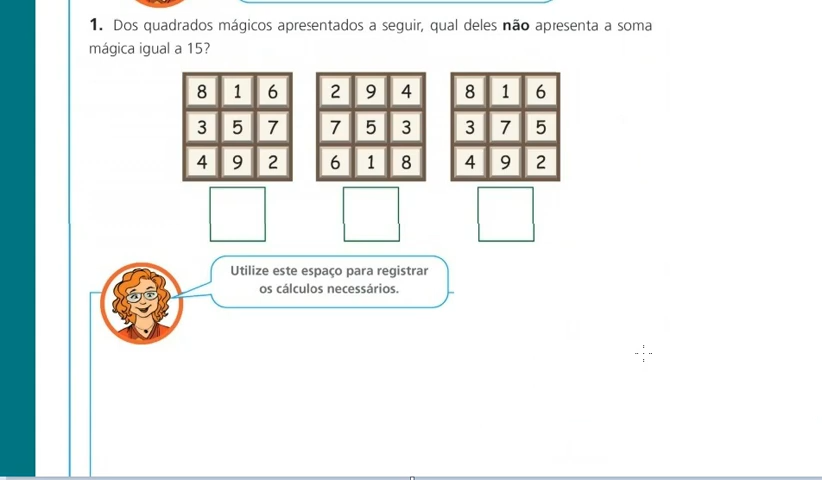 1. Dos quadrados mágicos apresentados a seguir, qual deles não apresenta a soma
mágica igual a 15?
8 1 6
3 5 7
4 9 2
2 9 4
7 5 3
6 1 8
8 1 6
3 7 5
4 9 2
Utilize este espaço para registrar
os cálculos necessários.